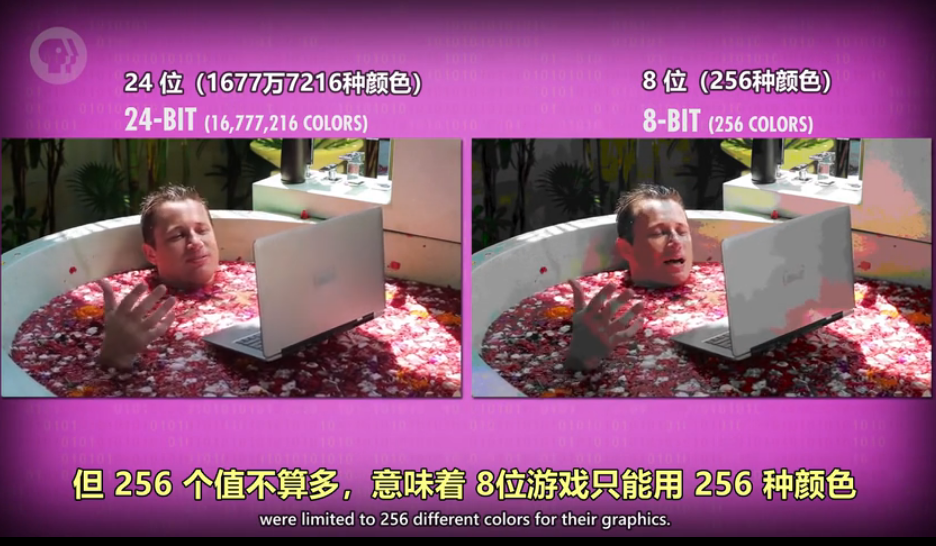 24 位（1677万7216种颜色）
24-BIT (16,777,216 COLORS)
8 位（256种颜色）
8-BIT (256 COLORS)
但 256 个值不算多，意味着 8位游戏只能用 256 种颜色
were limited to 256 different colors for their graphics.